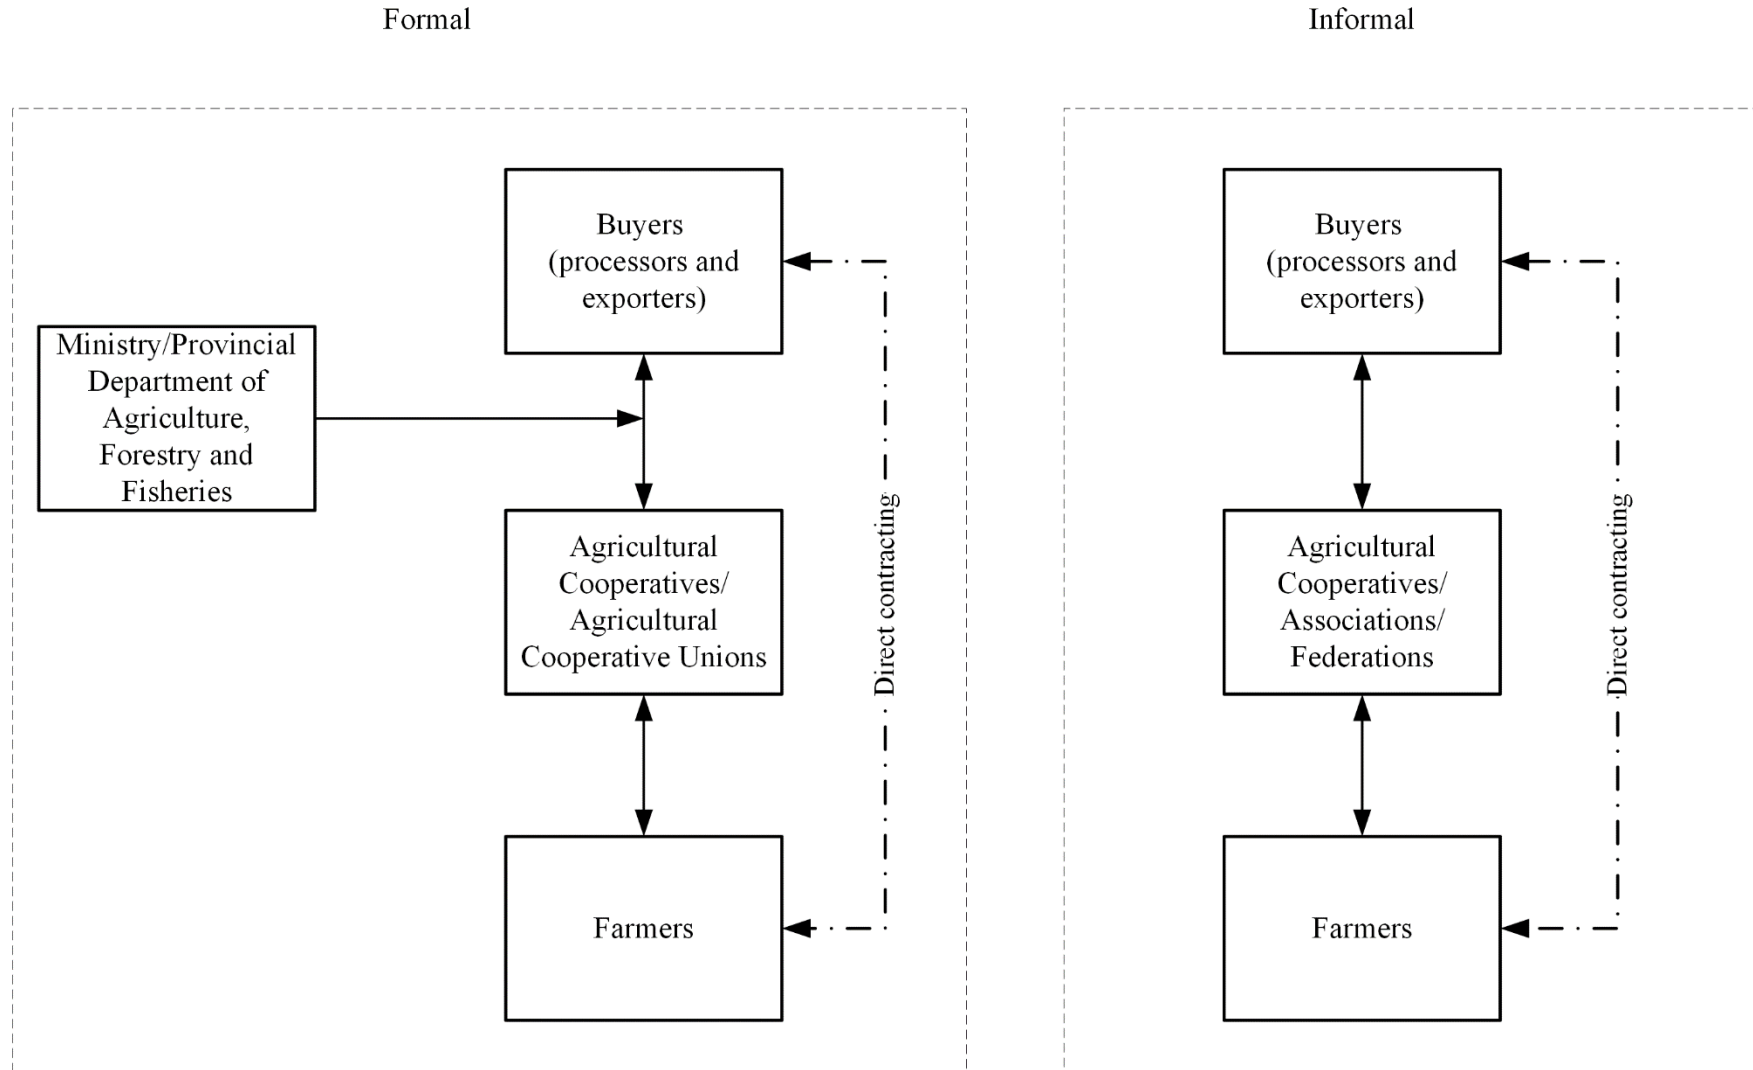 Formal
Informal
Buyers
(processors and
exporters)
Ministry/Provincial
Department of
Agriculture,
Forestry and
Fisheries
Agricultural
Cooperatives/
Agricultural
Cooperative Unions
Farmers
Direct contracting
Buyers
(processors and
exporters)
Agricultural
Cooperatives/
Associations/
Federations
Farmers
Direct contracting